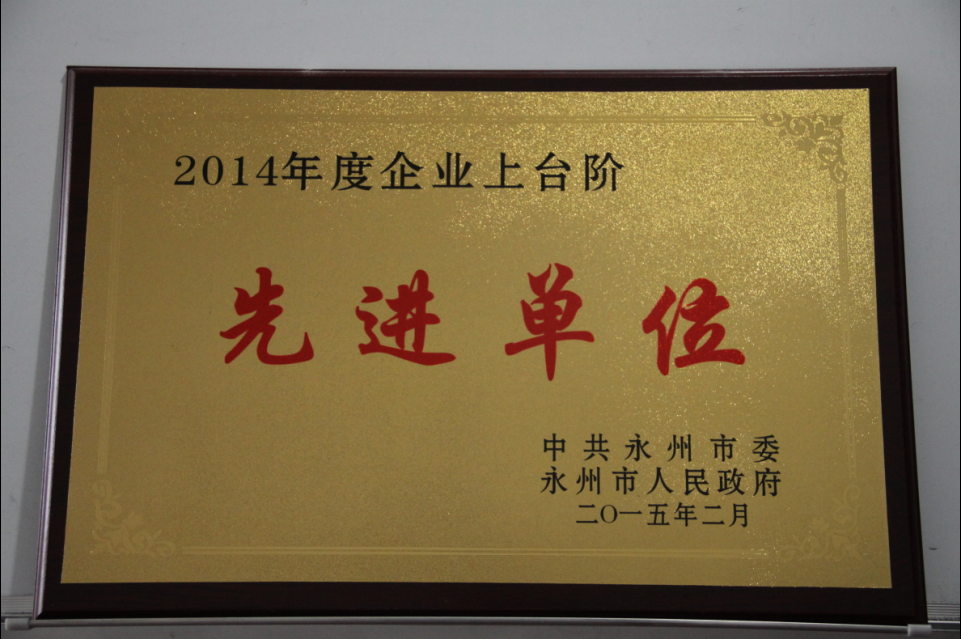 2014年度企业上台阶
先进单位
中共永州市委
永州市人民政府
二〇一五年二月